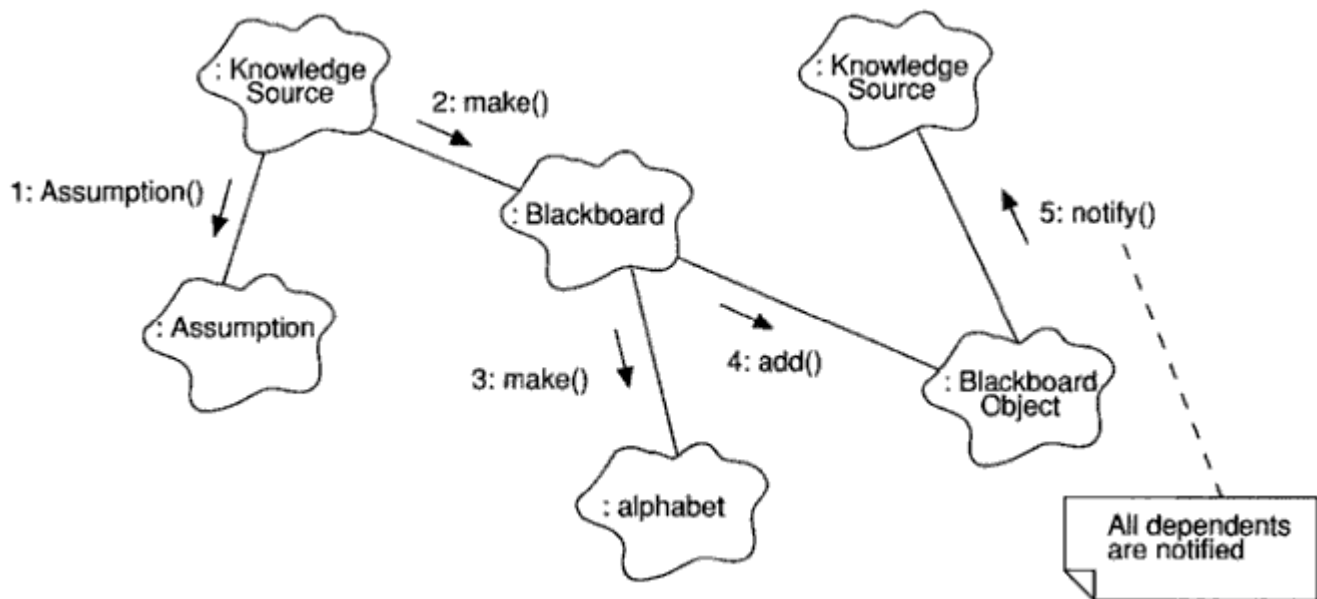 : Knowledge
Source
: Knowledge
Source
2: make()
1: Assumption()
: Blackboard
5: notify()
: Assumption
3: make()
4: add()
: Blackboard
Object
: alphabet
All dependents
are notified